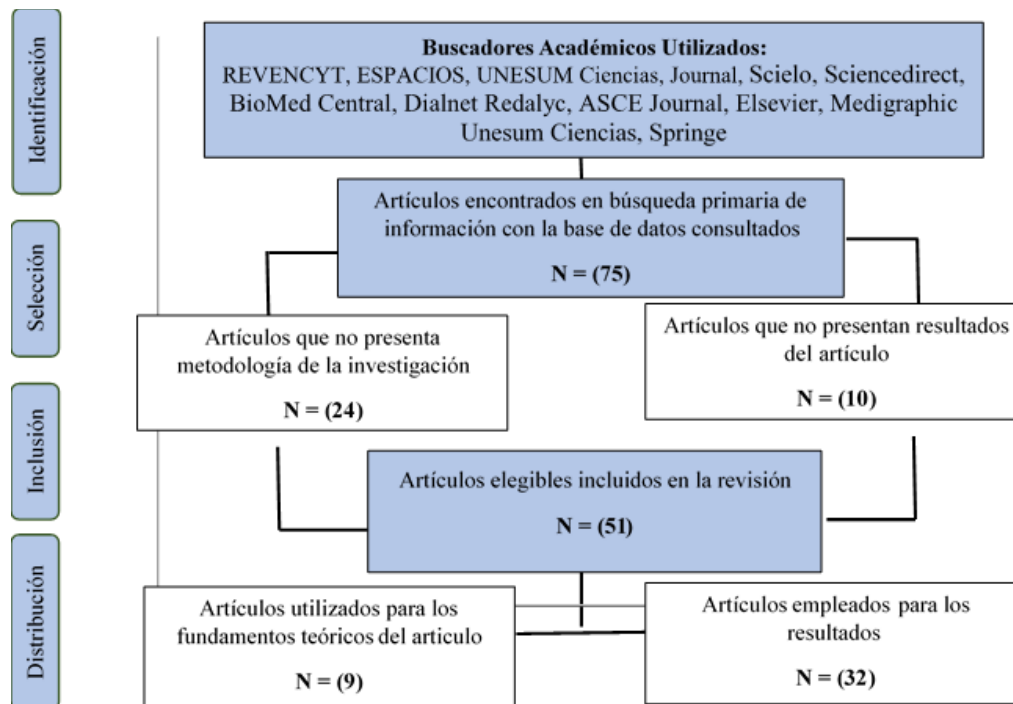 Identificación
Buscadores Académicos Utilizados:
REVENCYT, ESPACIOS, UNESUM Ciencias, Journal, Scielo, Sciencedirect,
BioMed Central, Dialnet Redalyc, ASCE Journal, Elsevier, Medigraphic
Unesum Ciencias, Springe
Selección
Artículos encontrados en búsqueda primaria de
información con la base de datos consultados
N = (75)
Artículos que no presenta
metodología de la investigación
N = (24)
Artículos que no presentan resultados
del artículo
N = (10)
Inclusión
Artículos elegibles incluidos en la revisión
N = (51)
Distribución
Artículos utilizados para los
fundamentos teóricos del articulo
N = (9)
Artículos empleados para los
resultados
N = (32)